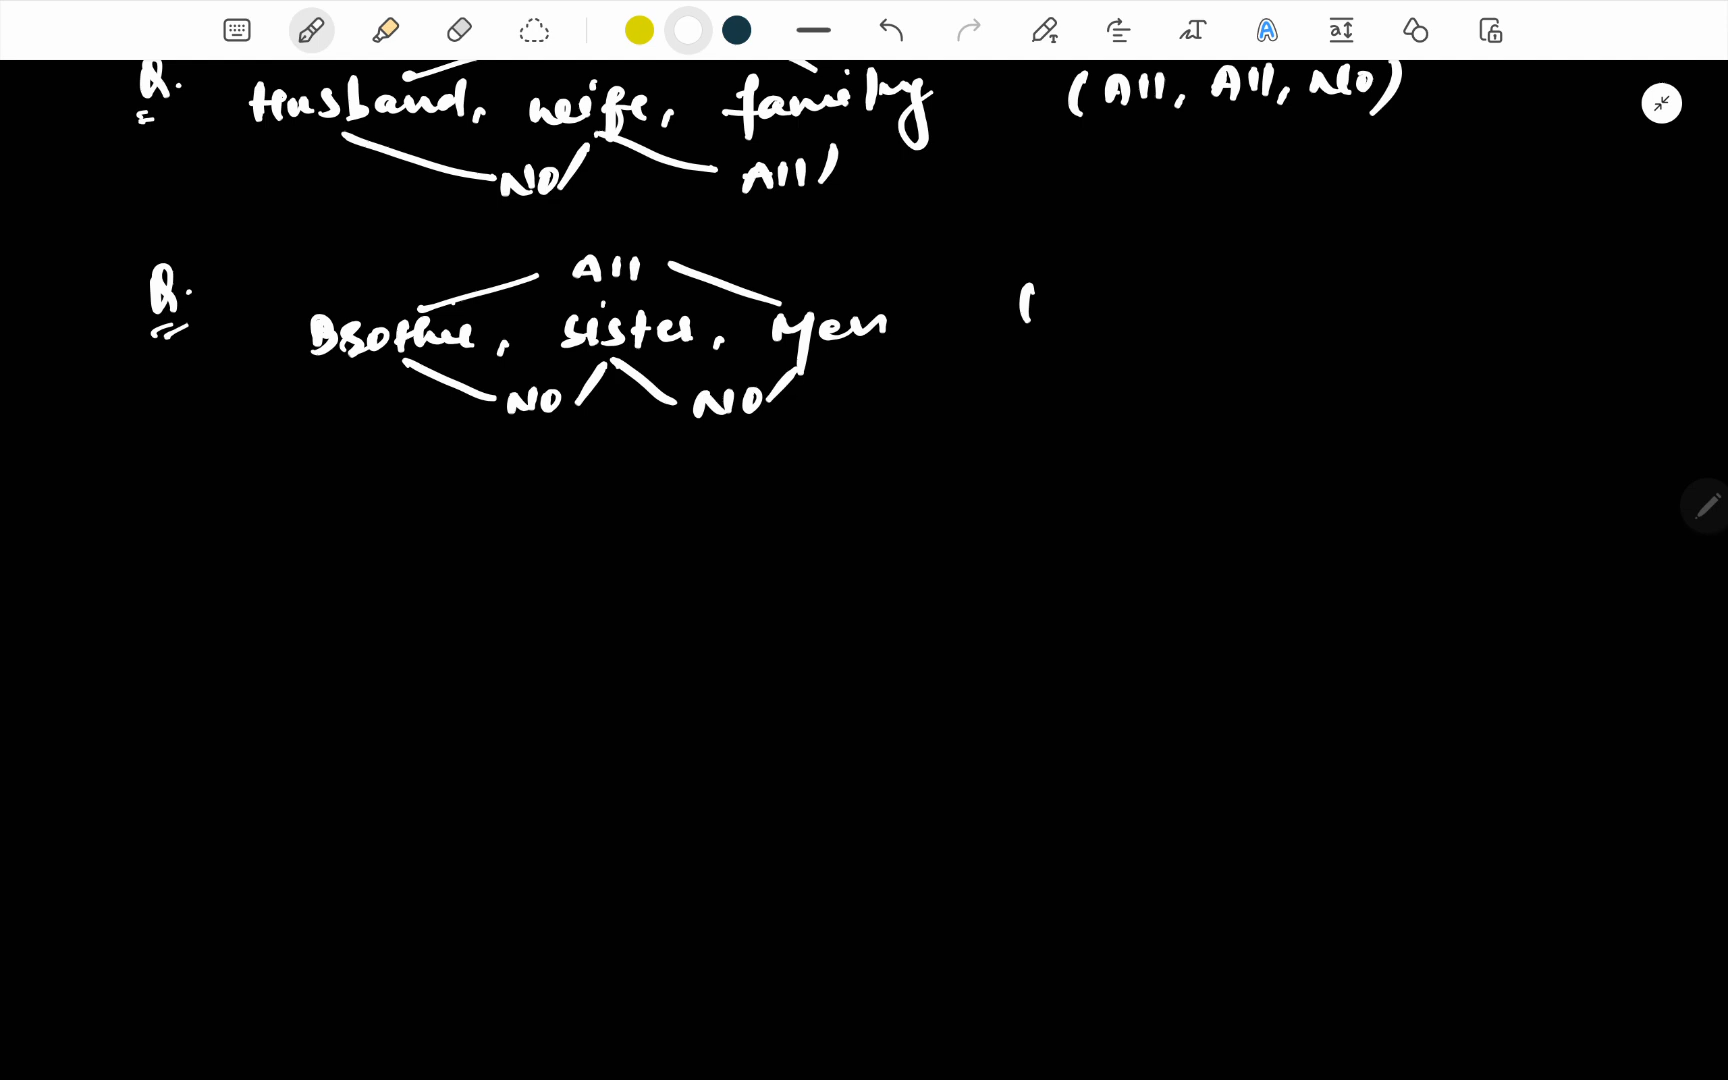 Q. Husband, wife, family (All, All, No)
No All
All
Q. Brother, sister, Men (
No No